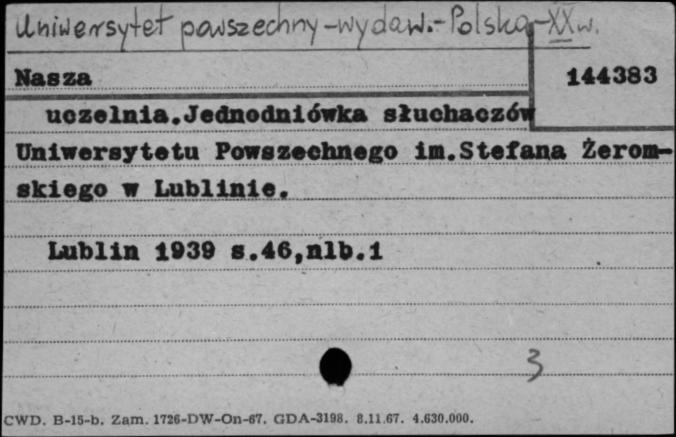 Uniwersytet powszechny-wydaw.-Polska-XXw.
Nasza 144383
uczelnia.Jednodniówka słuchaczów
Uniwersytetu Powszechnego im.Stefana Żerom-
skiego w Lublinie.
Lublin 1939 s.46,nlb.1
3
CWD. B-15-b. Zam. 1726-DW-On-67. GDA-3198. 8.11.67. 4.630.000.